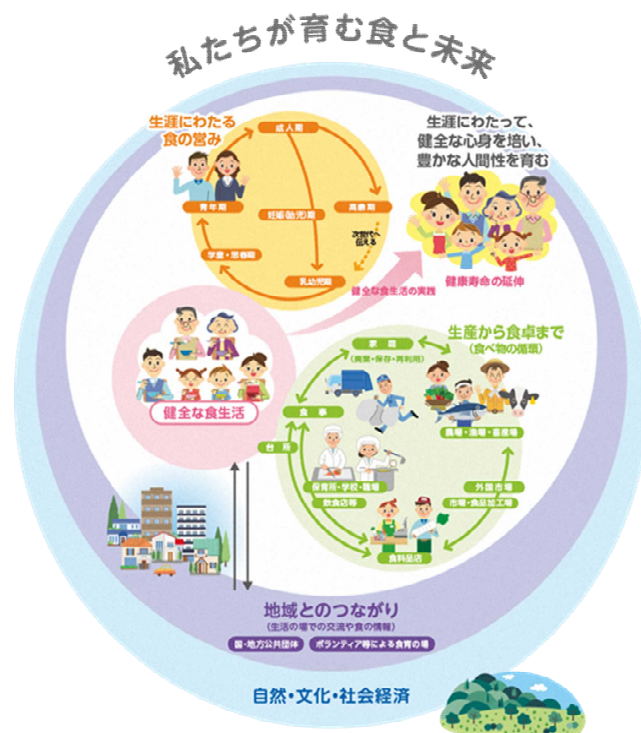 私たちが育む食と未来
生涯にわたる
食の営み
成人期
青年期
妊娠(胎児)期
高齢期
次世代へ
伝える
学童・思春期
乳幼児期
生涯にわたって、
健全な心身を培い、
豊かな人間性を育む
健康寿命の延伸
健全な食生活の実践
健全な食生活
生産から食卓まで
(食べ物の循環)
家庭
(廃棄・保存・再利用)
食事
台所
農場・漁場・畜産場
保育所・学校・職場
飲食店等
外国市場
市場・食品加工場
食料品店
地域とのつながり
(生活の場での交流や食の情報)
国・地方公共団体
ボランティア等による食育の場
自然・文化・社会経済